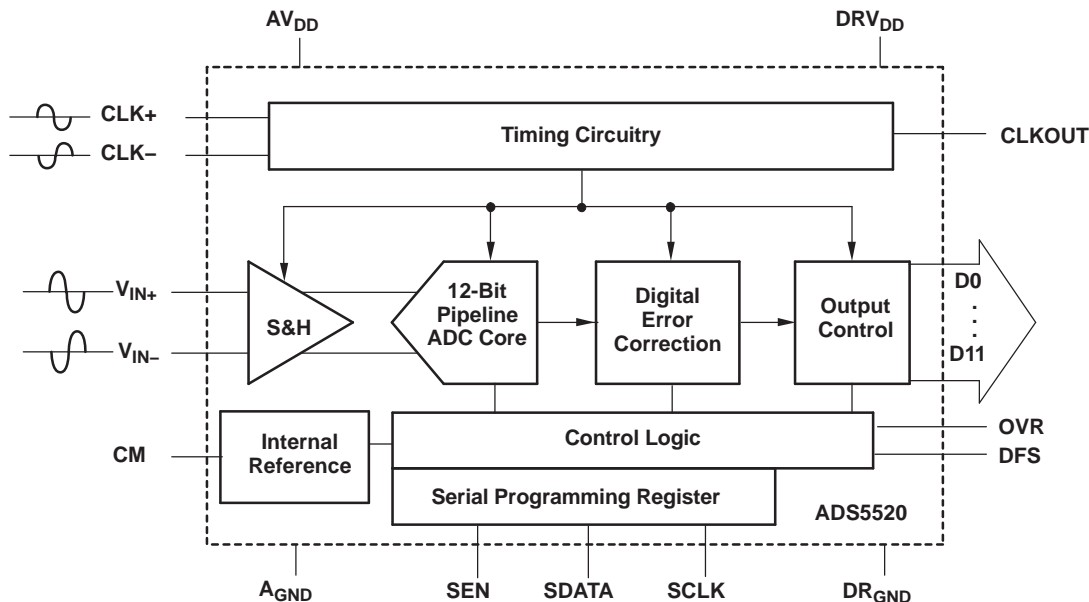 AVDD
DRVDD
CLK+
CLK–
Timing Circuitry
CLKOUT
VIN+
VIN–
S&H
12-Bit
Pipeline
ADC Core
Digital
Error
Correction
Output
Control
D0
.
.
.
D11
CM
Internal
Reference
Control Logic
OVR
DFS
Serial Programming Register
ADS5520
AGND
SEN
SDATA
SCLK
DRGND